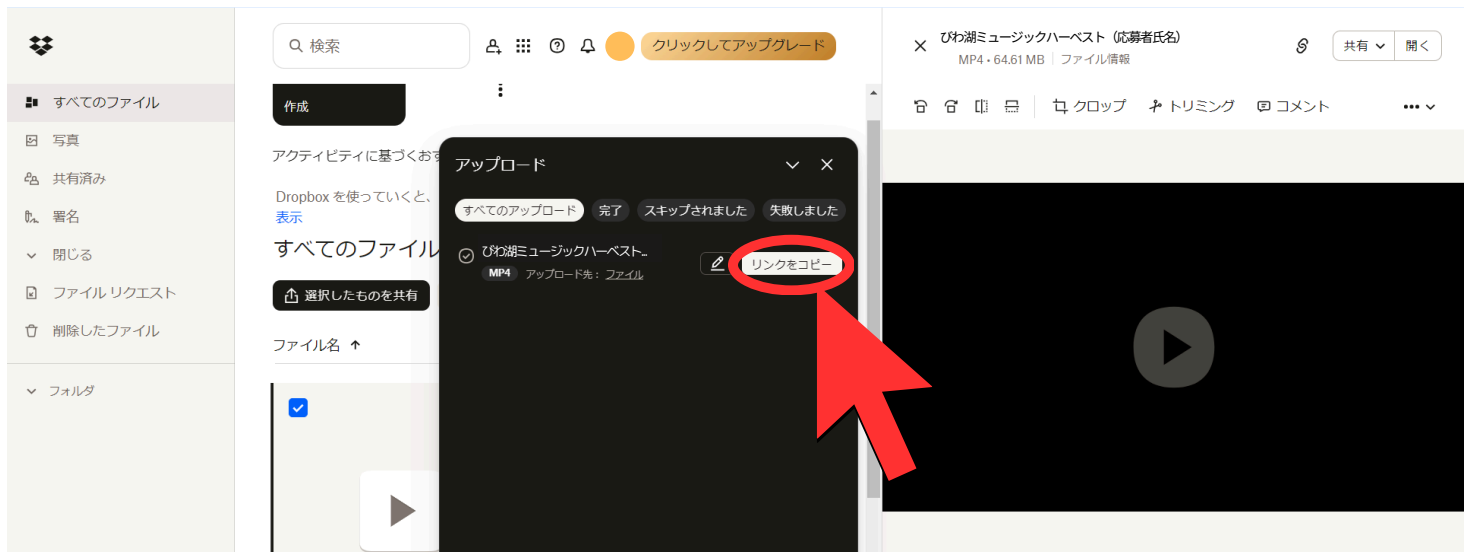 すべてのファイル
写真
共有済み
署名
閉じる
ファイル リクエスト
削除したファイル
フォルダ
検索
クリックしてアップグレード
作成
アクティビティに基づくおす
Dropbox を使っていくと、
表示
すべてのファイル
選択したものを共有
ファイル名
アップロード
すべてのアップロード 完了 スキップされました 失敗しました
びわ湖ミュージックハーベスト...
MP4 アップロード先： ファイル
リンクをコピー
びわ湖ミュージックハーベスト（応募者氏名）
MP4・64.61 MB ファイル情報
共有 開く
クロップ トリミング コメント